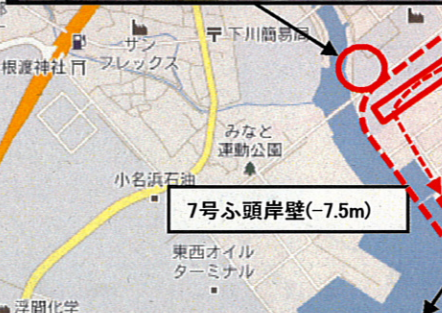 サン
フレックス
下川簡易局
根渡神社
みなと
運動公園
小名浜石油
7号ふ頭岸壁(-7.5m)
東西オイル
ターミナル
浮間化学